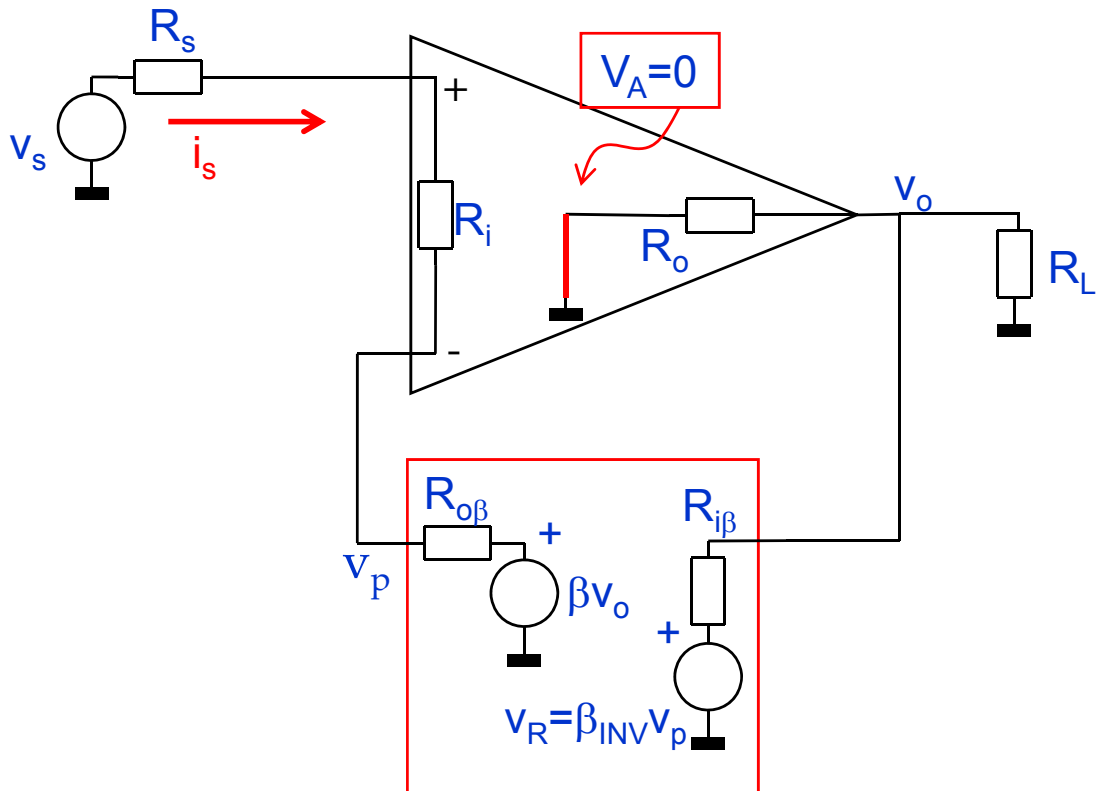 Rs
VA=0
+
vs
is
Ri
Ro
vo
RL
-
Roβ
+
Riβ
vp
βvo
+
vR=βINVvp